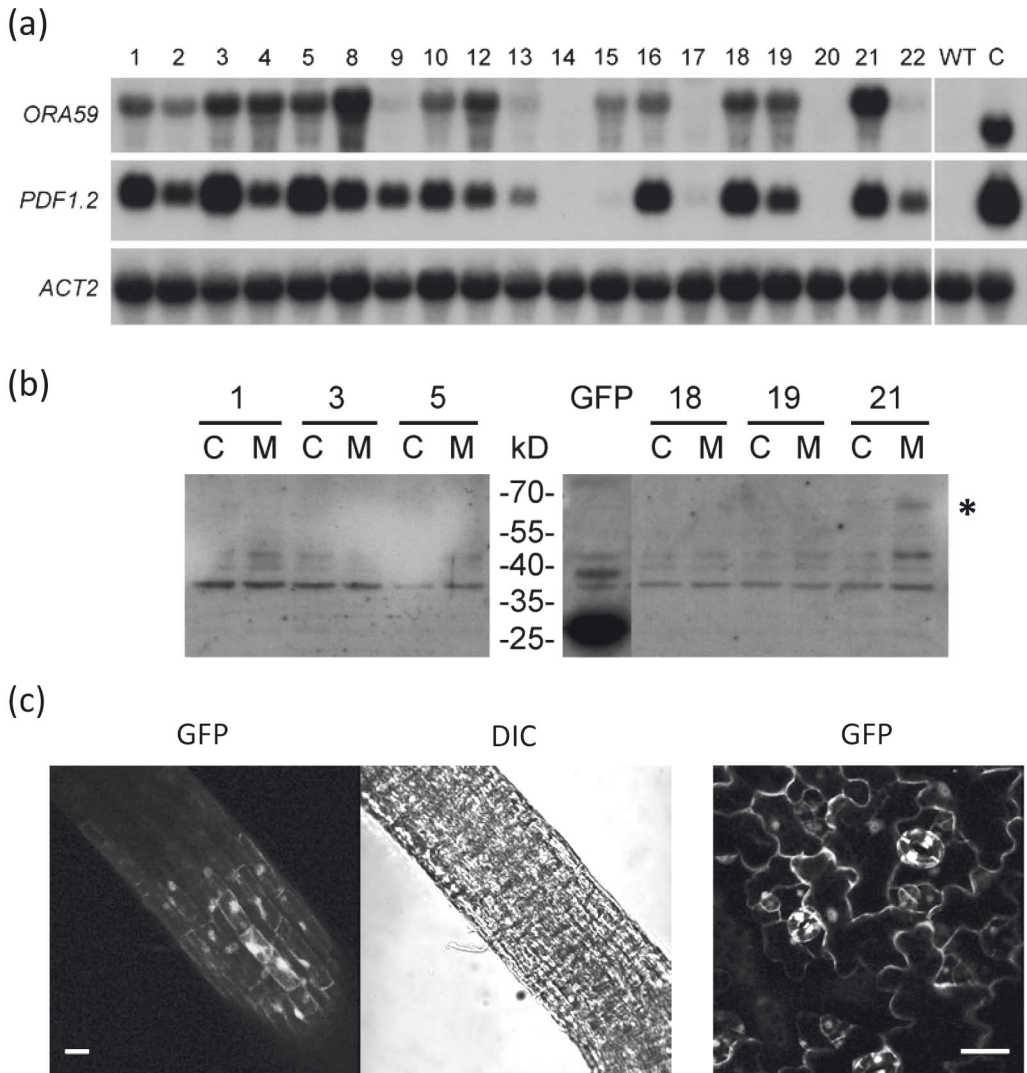 (a)
1 2 3 4 5 8 9 10 12 13 14 15 16 17 18 19 20 21 22 WT C
ORA59
PDF1.2
ACT2
(b)
1 3 5 GFP 18 19 21
C M C M C M kD C M C M C M
-70-
*
-55-
-40-
-35-
-25-
(c)
GFP DIC GFP